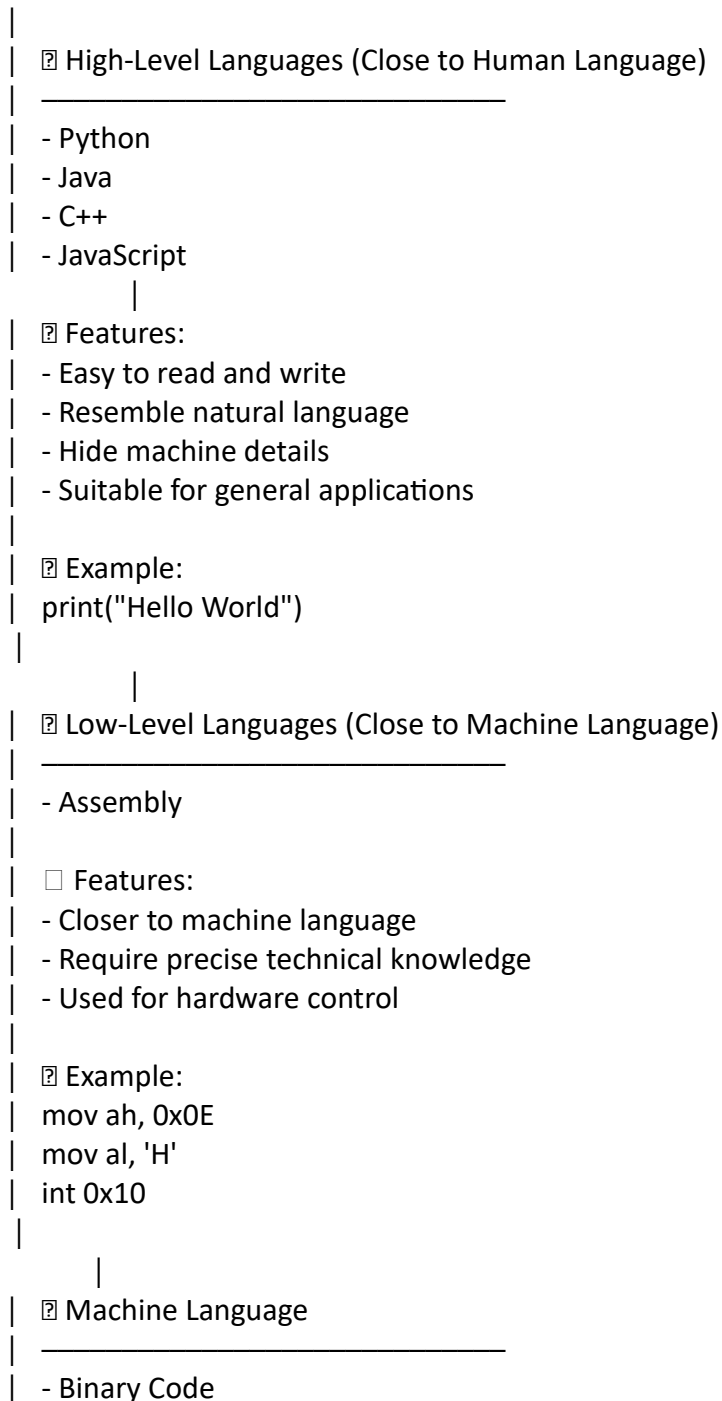 |
| ⍰ High-Level Languages (Close to Human Language)
| ─────────────────────────────
| - Python
| - Java
| - C++
| - JavaScript
|
| ⍰ Features:
| - Easy to read and write
| - Resemble natural language
| - Hide machine details
| - Suitable for general applications
|
| ⍰ Example:
| print("Hello World")
|
|
| ⍰ Low-Level Languages (Close to Machine Language)
| ─────────────────────────────
| - Assembly
|
| □ Features:
| - Closer to machine language
| - Require precise technical knowledge
| - Used for hardware control
|
| ⍰ Example:
| mov ah, 0x0E
| mov al, 'H'
| int 0x10
|
|
| ⍰ Machine Language
| ─────────────────────────────
| - Binary Code